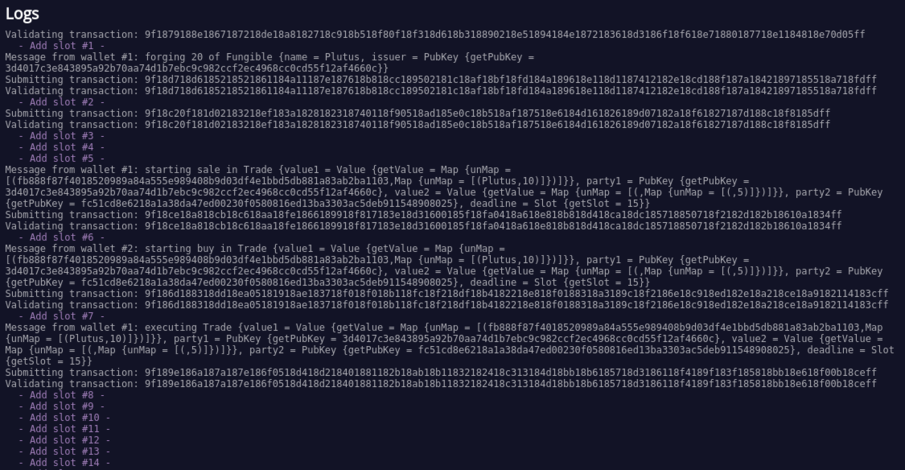 Logs
Validating transaction: 9f1879188e1867187218de18a8182718c918b518f80f18f318d618b318890218e51894184e1872183618d3186f18f618e71880187718e1184818e70d05ff
- Add slot #1 -
Message from wallet #1: forging 20 of Fungible {name = Plutus, issuer = PubKey {getPubKey =
3d4017c3e843895a92b70aa74d1b7ebc9c982ccf2ec4968cc0cd55f12af4660c}}
Submitting transaction: 9f18d718d6185218521861184a11187e187618b818cc189502181c18af18bf18fd184a189618e118d1187412182e18cd188f187a18421897185518a718fdff
Validating transaction: 9f18d718d6185218521861184a11187e187618b818cc189502181c18af18bf18fd184a189618e118d1187412182e18cd188f187a18421897185518a718fdff
- Add slot #2 -
Submitting transaction: 9f18c20f181d02183218ef183a1828182318740118f90518ad185e0c18b518af187518e6184d161826189d07182a18f61827187d188c18f8185dff
Validating transaction: 9f18c20f181d02183218ef183a1828182318740118f90518ad185e0c18b518af187518e6184d161826189d07182a18f61827187d188c18f8185dff
- Add slot #3 -
- Add slot #4 -
- Add slot #5 -
Message from wallet #1: starting sale in Trade {value1 = Value {getValue = Map {unMap =
[(fb888f87f4018520989a84a555e989408b9d03df4e1bbd5db881a83ab2ba1103,Map {unMap = [(Plutus,10)]})]}}, party1 = PubKey {getPubKey =
3d4017c3e843895a92b70aa74d1b7ebc9c982ccf2ec4968cc0cd55f12af4660c}, value2 = Value {getValue = Map {unMap = [(,Map {unMap = [(,5)]})]}}, party2 = PubKey
{getPubKey = fc51cd8e6218a1a38da47ed00230f0580816ed13ba3303ac5deb911548908025}, deadline = Slot {getSlot = 15}}
Submitting transaction: 9f18ce18a818cb18c618aa18fe1866189918f817183e18d31600185f18fa0418a618e818b818d418ca18dc185718850718f2182d182b18610a1834ff
Validating transaction: 9f18ce18a818cb18c618aa18fe1866189918f817183e18d31600185f18fa0418a618e818b818d418ca18dc185718850718f2182d182b18610a1834ff
- Add slot #6 -
Message from wallet #2: starting buy in Trade {value1 = Value {getValue = Map {unMap =
[(fb888f87f4018520989a84a555e989408b9d03df4e1bbd5db881a83ab2ba1103,Map {unMap = [(Plutus,10)]})]}}, party1 = PubKey {getPubKey =
3d4017c3e843895a92b70aa74d1b7ebc9c982ccf2ec4968cc0cd55f12af4660c}, value2 = Value {getValue = Map {unMap = [(,Map {unMap = [(,5)]})]}}, party2 = PubKey
{getPubKey = fc51cd8e6218a1a38da47ed00230f0580816ed13ba3303ac5deb911548908025}, deadline = Slot {getSlot = 15}}
Submitting transaction:
Validating transaction:
- Add slot #7 -
Message from wallet #1: executing Trade {value1 = Value {getValue = Map {unMap = [(fb888f87f4018520989a84a555e989408b9d03df4e1bbd5db881a83ab2ba1103,Map
{unMap = [(Plutus,10)]})]}}, party1 = PubKey {getPubKey = 3d4017c3e843895a92b70aa74d1b7ebc9c982ccf2ec4968cc0cd55f12af4660c}, value2 = Value {getValue =
Map {unMap = [(,Map {unMap = [(,5)]})]}}, party2 = PubKey {getPubKey = fc51cd8e6218a1a38da47ed00230f0580816ed13ba3303ac5deb911548908025}, deadline = Slot
{getSlot = 15}}
Submitting transaction:
Validating transaction:
- Add slot #8 -
- Add slot #9 -
- Add slot #10 -
- Add slot #11 -
- Add slot #12 -
- Add slot #13 -
- Add slot #14 -